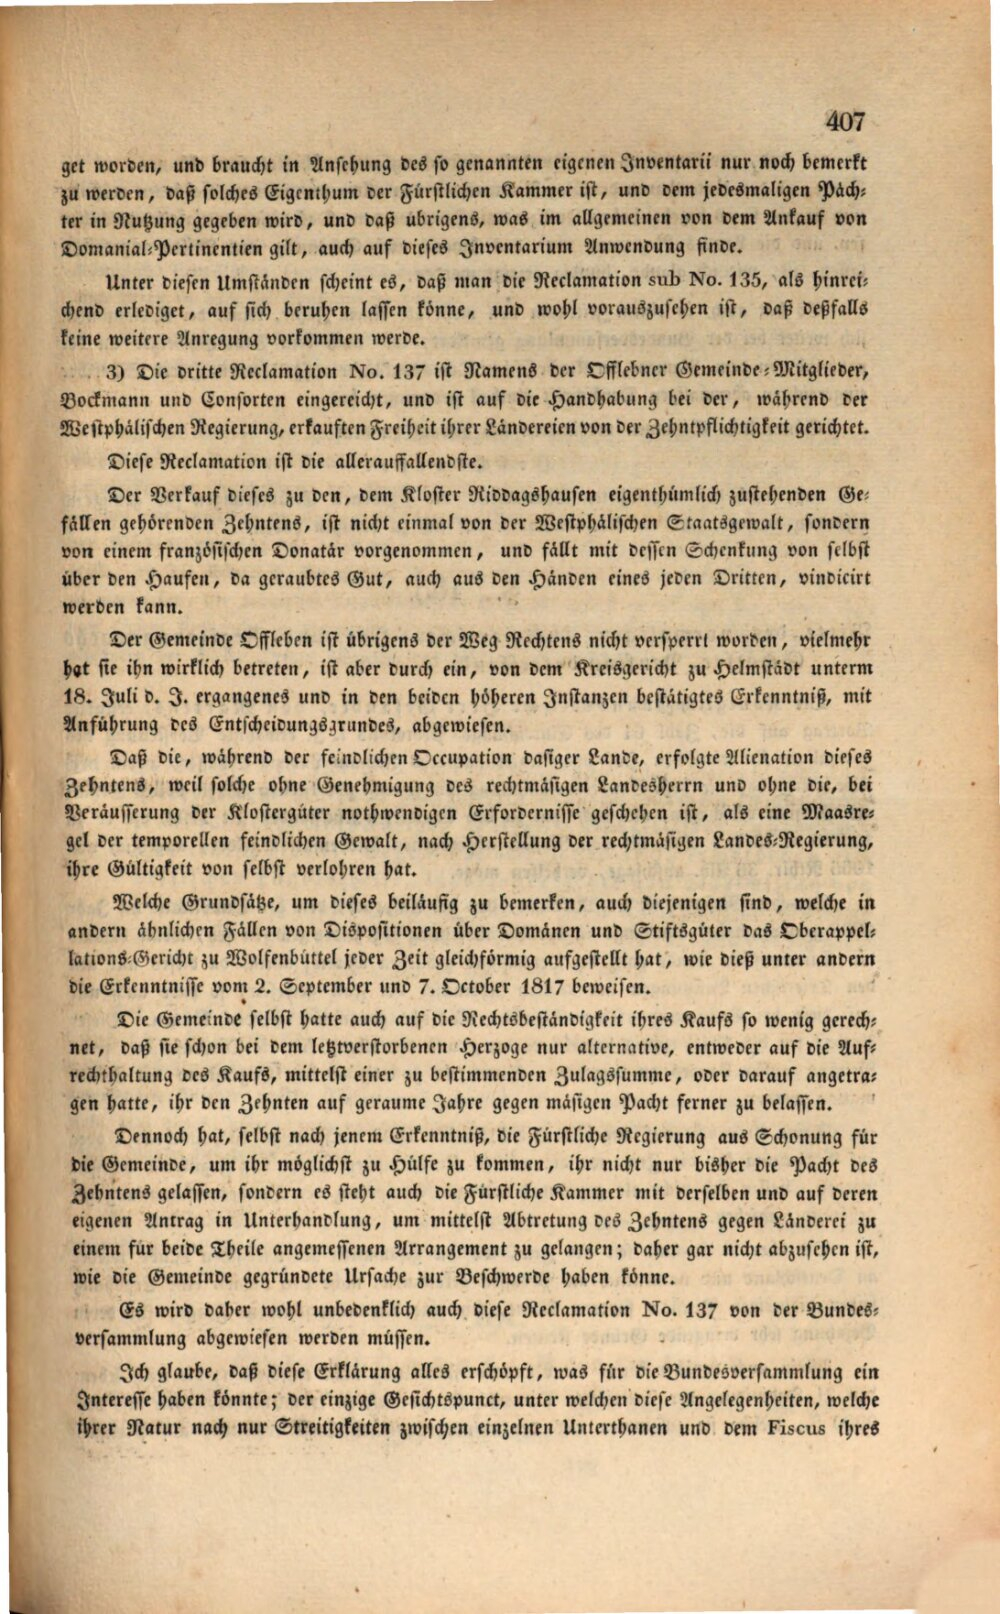 407
get worden, und braucht in Ansehung des so genannten eigenen Inventarii nur noch bemerkt
zu werden, daß solches Eigenthum der Fürstlichen Kammer ist, und dem jedesmaligen Päch-
ter in Nutzung gegeben wird, und daß übrigens, was im allgemeinen von dem Ankauf von
Domanial-Pertinentien gilt, auch auf dieses Inventarium Anwendung finde.
Unter diesen Umständen scheint es, daß man die Reclamation sub No. 135, als hinrei-
chend erlediget, auf sich beruhen lassen könne, und wohl vorauszusehen ist, daß deßfalls
keine weitere Anregung vorkommen werde.
3) Die dritte Reclamation No. 137 ist Namens der Offlebner Gemeinde-Mitglieder,
Bockmann und Consorten eingereicht, und ist auf die Handhabung bei der, während der
Westphälischen Regierung, erkauften Freiheit ihrer Ländereien von der Zehntpflichtigkeit gerichtet.
Diese Reclamation ist die allerauffallendste.
Der Verkauf dieses zu den, dem Kloster Riddagshausen eigenthümlich zustehenden Ge-
fällen gehörenden Zehntens, ist nicht einmal von der Westphälischen Staatsgewalt, sondern
von einem französischen Donatär vorgenommen, und fällt mit dessen Schenkung von selbst
über den Haufen, da geraubtes Gut, auch aus den Händen eines jeden Dritten, vindicirt
werden kann.
Der Gemeinde Offleben ist übrigens der Weg Rechtens nicht versperrt worden, vielmehr
hat sie ihn wirklich betreten, ist aber durch ein, von dem Kreisgericht zu Helmstädt unterm
18. Juli d. J. ergangenes und in den beiden höheren Instanzen bestätigtes Erkenntniß, mit
Anführung des Entscheidungsgrundes, abgewiesen.
Daß die, während der feindlichen Occupation dasiger Lande, erfolgte Alienation dieses
Zehntens, weil solche ohne Genehmigung des rechtmäsigen Landesherrn und ohne die, bei
Veräusserung der Klostergüter nothwendigen Erfordernisse geschehen ist, als eine Maasre-
gel der temporellen feindlichen Gewalt, nach Herstellung der rechtmäsigen Landes-Regierung,
ihre Gültigkeit von selbst verlohren hat.
Welche Grundsätze, um dieses beiläufig zu bemerken, auch diejenigen sind, welche in
andern ähnlichen Fällen von Dispositionen über Domänen und Stiftsgüter das Oberappel-
lations-Gericht zu Wolfenbüttel jeder Zeit gleichförmig aufgestellt hat, wie dieß unter andern
die Erkenntnisse vom 2. September und 7. October 1817 beweisen.
Die Gemeinde selbst hatte auch auf die Rechtsbeständigkeit ihres Kaufs so wenig gerech-
net, daß sie schon bei dem letztverstorbenen Herzoge nur alternative, entweder auf die Auf-
rechthaltung des Kaufs, mittelst einer zu bestimmenden Zulagssumme, oder darauf angetra-
gen hatte, ihr den Zehnten auf geraume Jahre gegen mäsigen Pacht ferner zu belassen.
Dennoch hat, selbst nach jenem Erkenntniß, die Fürstliche Regierung aus Schonung für
die Gemeinde, um ihr möglichst zu Hülfe zu kommen, ihr nicht nur bisher die Pacht des
Zehntens gelassen, sondern es steht auch die Fürstliche Kammer mit derselben und auf deren
eigenen Antrag in Unterhandlung, um mittelst Abtretung des Zehntens gegen Länderei zu
einem für beide Theile angemessenen Arrangement zu gelangen; daher gar nicht abzusehen ist,
wie die Gemeinde gegründete Ursache zur Beschwerde haben könne.
Es wird daher wohl unbedenklich auch diese Reclamation No. 137 von der Bundes-
versammlung abgewiesen werden müssen.
Ich glaube, daß diese Erklärung alles erschöpft, was für die Bundesversammlung ein
Interesse haben könnte; der einzige Gesichtspunct, unter welchen diese Angelegenheiten, welche
ihrer Natur nach nur Streitigkeiten zwischen einzelnen Unterthanen und dem Fiscus ihres